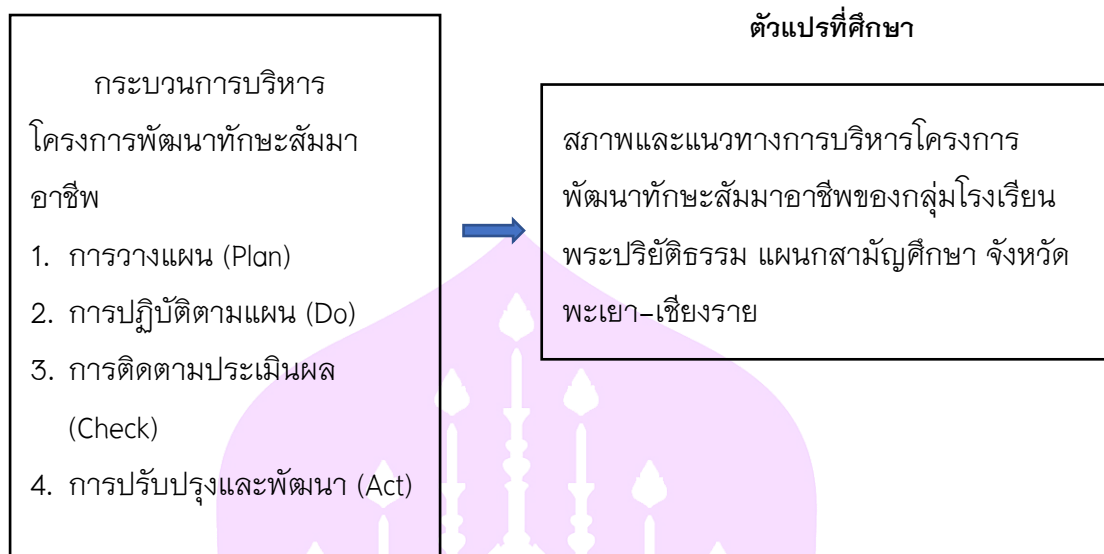 ตัวแปรที่ศึกษา
กระบวนการบริหาร
โครงการพัฒนาทักษะสัมมา
อาชีพ
1. การวางแผน (Plan)
2. การปฏิบัติตามแผน (Do)
3. การติดตามประเมินผล
(Check)
4. การปรับปรุงและพัฒนา (Act)
สภาพและแนวทางการบริหารโครงการ
พัฒนาทักษะสัมมาอาชีพของกลุ่มโรงเรียน
พระปริยัติธรรม แผนกสามัญศึกษา จังหวัด
พะเยา–เชียงราย